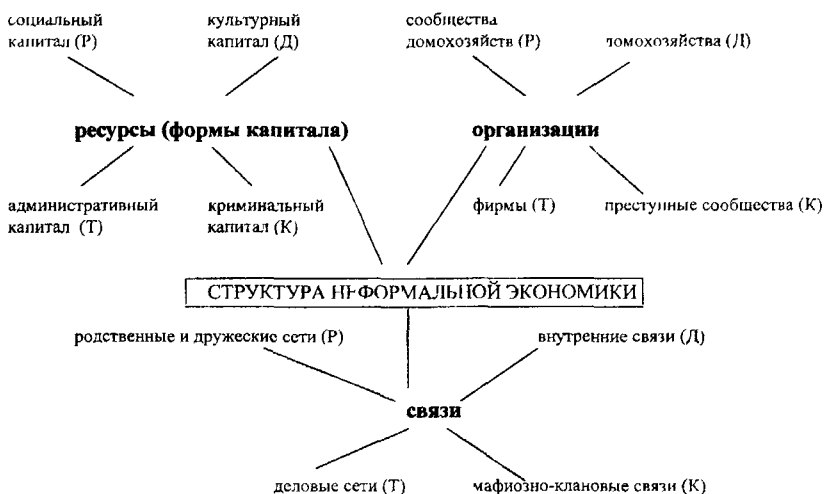 социальный
капитал (Р)
культурный
капитал (Д)
сообщества
домохозяйств (Р)
домохозяйства (Д)
ресурсы (формы капитала)
организации
административный
капитал (Т)
криминальный
капитал (К)
фирмы (Т)
преступные сообщества (К)
СТРУКТУРА НЕФОРМАЛЬНОЙ ЭКОНОМИКИ
родственные и дружеские сети (Р)
внутренние связи (Д)
связи
деловые сети (Т)
мафиозно-клановые связи (К)